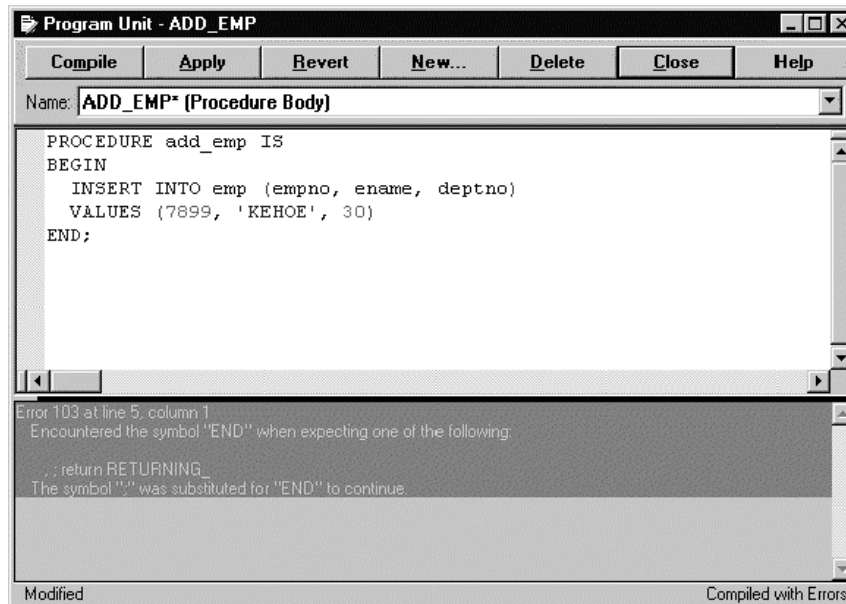 Program Unit - ADD_EMP
Compile Apply Revert New... Delete Close Help
Name: ADD_EMP* (Procedure Body)
PROCEDURE add_emp IS
BEGIN
INSERT INTO emp (empno, ename, deptno)
VALUES (7899, 'KEHOE', 30)
END;
Error 103 at line 5, column 1
Encountered the symbol "END" when expecting one of the following:
, ; return RETURNING_
The symbol ";" was substituted for "END" to continue.
Modified Compiled with Errors